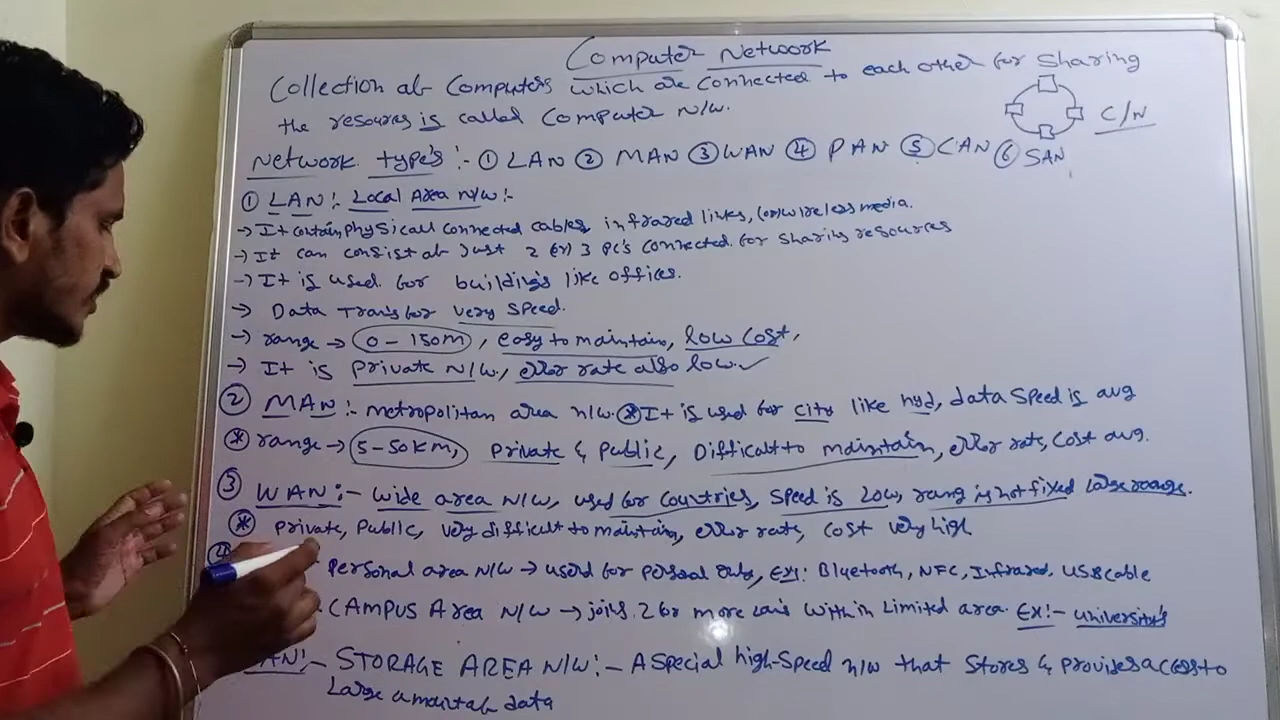 Computer Network
Collection of Computers which are connected to each other for Sharing
the resources is called Computer N/W.
C/N
Network type's :- ① LAN ② MAN ③ WAN ④ PAN ⑤ CAN ⑥ SAN
① LAN :- Local Area N/W :-
→ It contain physicall connected cables, infrared links, (or) wireless media.
→ It can consist of Just 2 (or) 3 PC's connected. for sharing resources
→ It is used. for building's like offices.
→ Data Transfor very speed.
→ range → 0 - 150m, easy to maintain, low cost,
→ It is private N/W, error rate also low.
② MAN :- metropolitan area N/W. * It is used for city like hyd, data speed is avg
* range → 5-50Km, Private & Public, Difficult to maintain, error rate, cost avg.
③ WAN :- Wide area N/W, used for Countries, speed is Low, rang is not fixed large range.
* Private, Public, very difficult to maintain, error rate, cost very high
④ Personal area N/W → used for personal only, EX: Bluetooth, NFC, Infrared, USB cable
CAMPUS Area N/W → joins 2 or more Lan's within Limited area. EX:- University's
AN:- STORAGE AREA N/W :- A special high-speed N/W that Stores & provides access to
Large amount of data